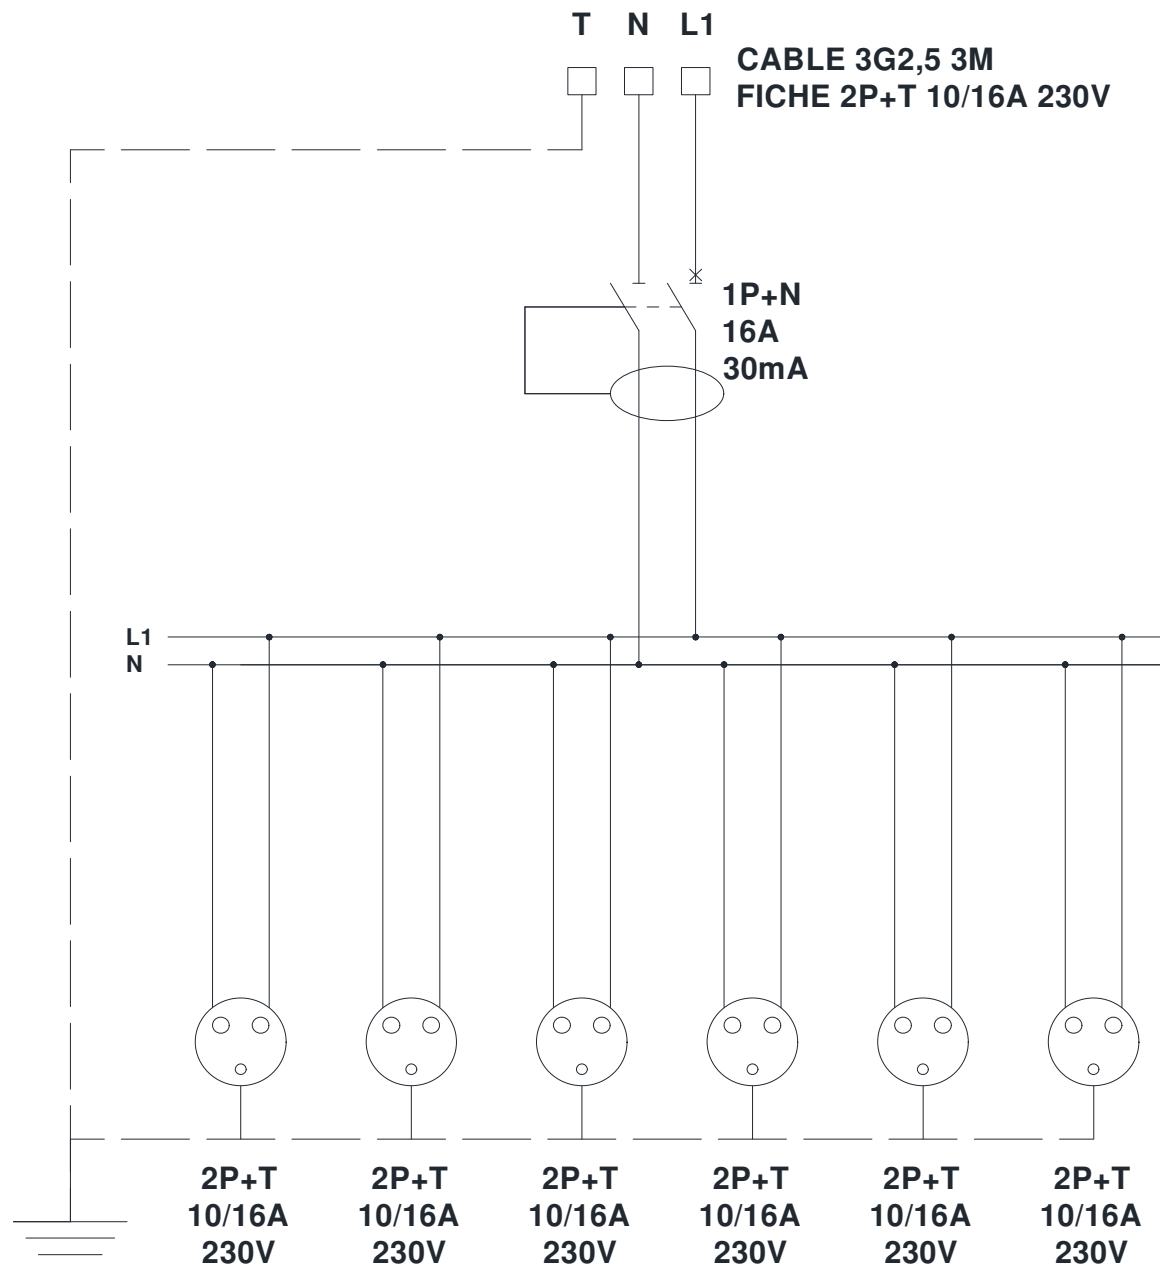 T N L1
CABLE 3G2,5 3M
FICHE 2P+T 10/16A 230V
1P+N
16A
30mA
L1
N
2P+T 2P+T 2P+T 2P+T 2P+T 2P+T
10/16A 10/16A 10/16A 10/16A 10/16A 10/16A
230V 230V 230V 230V 230V 230V